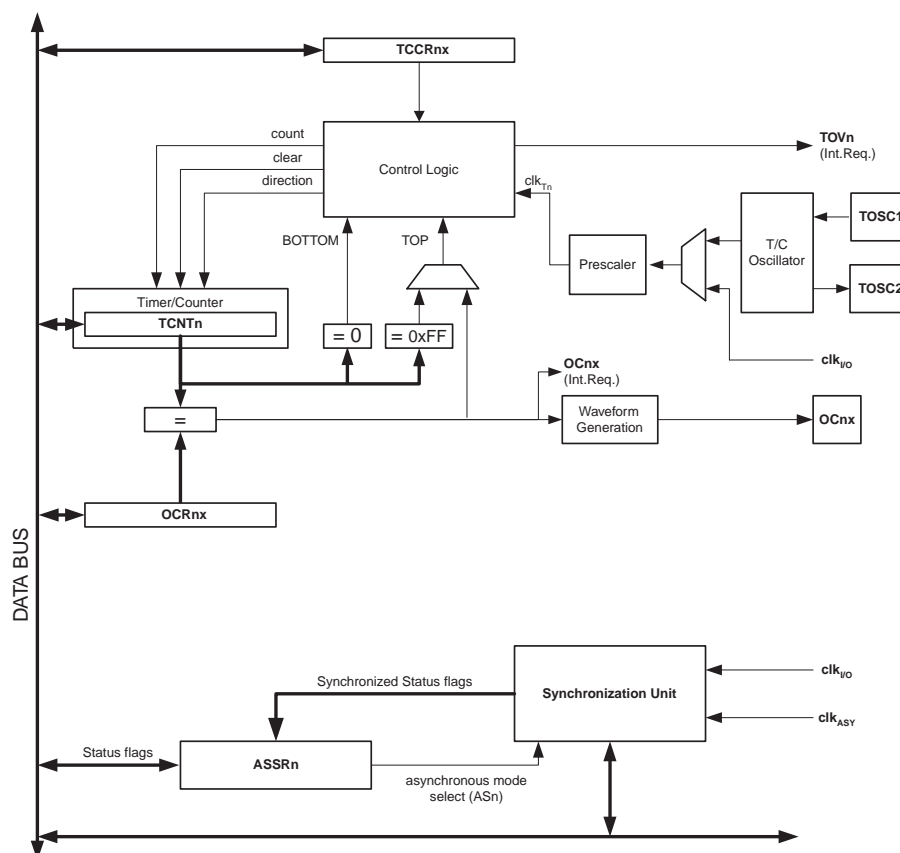 TCCRnx
count
clear
direction
Control Logic
TOVn
(Int.Req.)
clkTn
BOTTOM
TOP
TOSC1
T/C
Oscillator
Prescaler
TOSC2
Timer/Counter
TCNTn
= 0
= 0xFF
clkI/O
OCnx
(Int.Req.)
=
Waveform
Generation
OCnx
OCRnx
DATA BUS
Synchronized Status flags
Synchronization Unit
clkI/O
clkASY
Status flags
ASSRn
asynchronous mode
select (ASn)